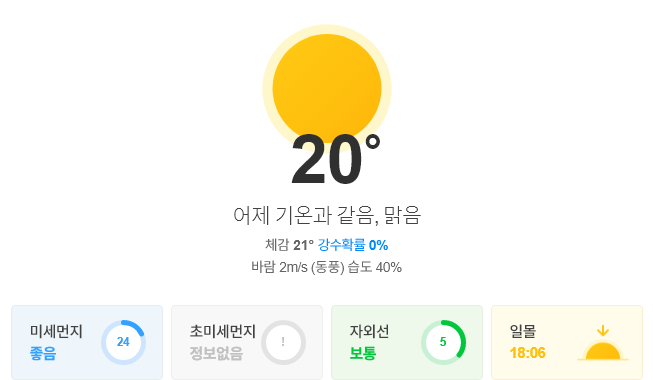 20°
어제 기온과 같음, 맑음
체감 21° 강수확률 0%
바람 2m/s (동풍) 습도 40%
미세먼지
좋음
24
초미세먼지
정보없음
!
자외선
보통
5
일몰
18:06